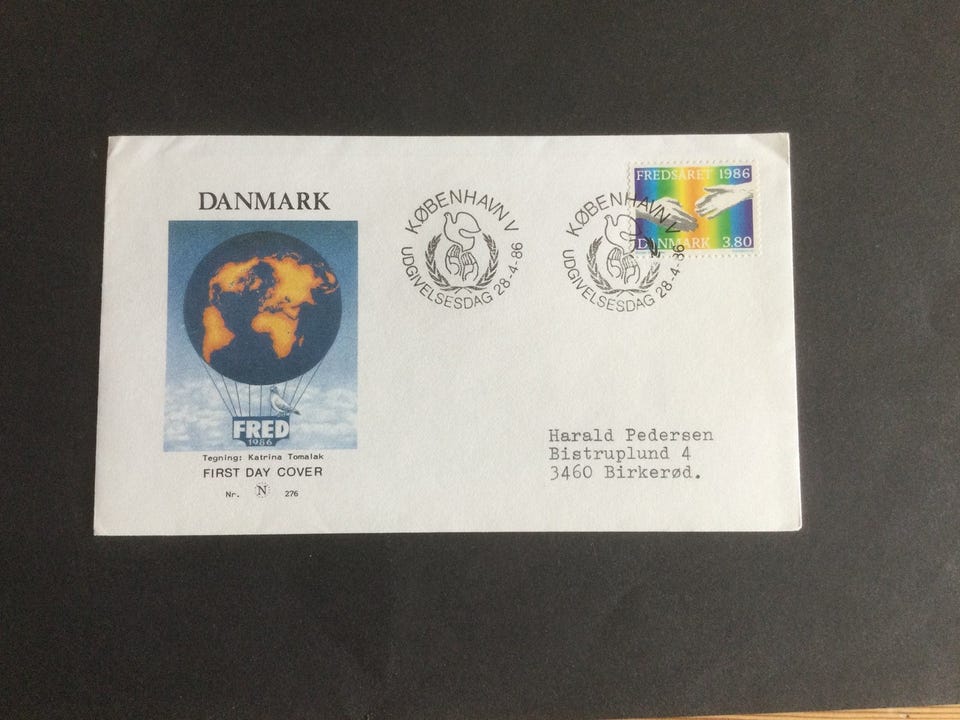 DANMARK
FRED
1986
Tegning: Katrina Tomalak
FIRST DAY COVER
Nr. N 276
KØBENHAVN V
UDGIVELSESDAG 28-4-86
KØBENHAVN V
UDGIVELSESDAG 28-4-86
FREDSÅRET 1986
DANMARK 3.80
Harald Pedersen
Bistruplund 4
3460 Birkerød.